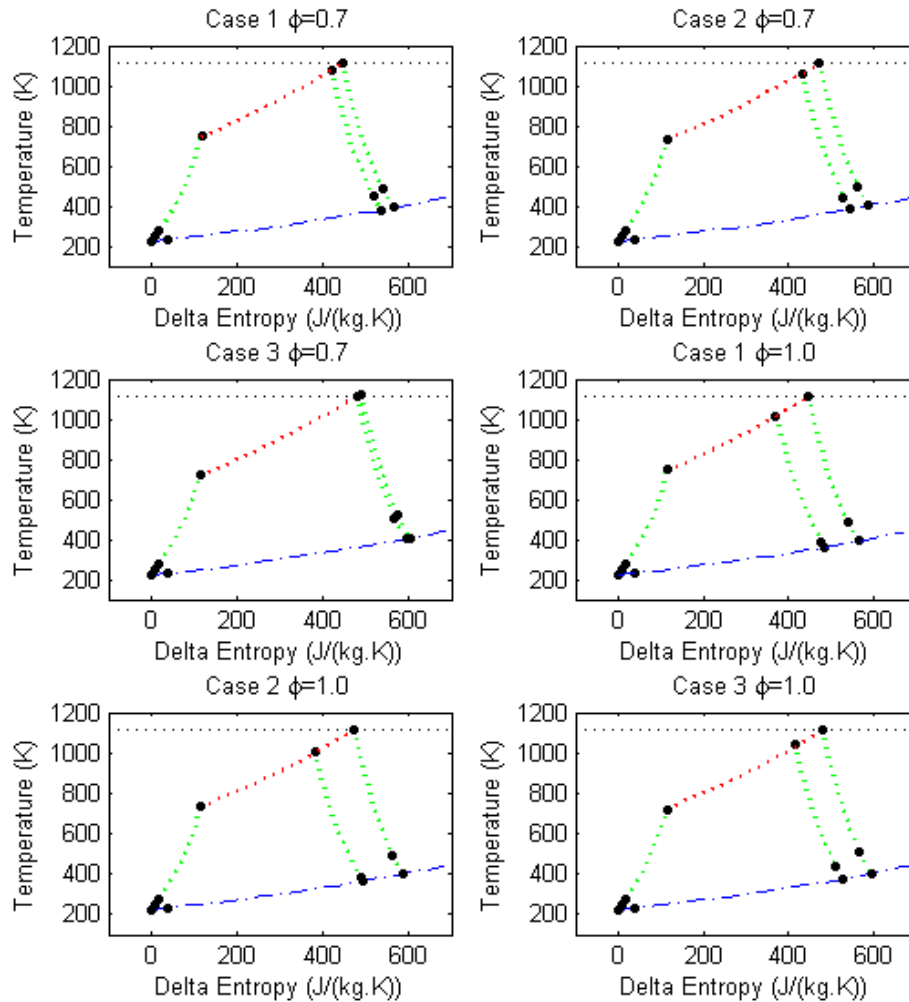 Case 1 ϕ=0.7
Case 2 ϕ=0.7
Temperature (K)
1200
1000
800
600
400
200
0 200 400 600
Delta Entropy (J/(kg.K))
Temperature (K)
1200
1000
800
600
400
200
0 200 400 600
Delta Entropy (J/(kg.K))
Case 3 ϕ=0.7
Case 1 ϕ=1.0
Temperature (K)
1200
1000
800
600
400
200
0 200 400 600
Delta Entropy (J/(kg.K))
Temperature (K)
1200
1000
800
600
400
200
0 200 400 600
Delta Entropy (J/(kg.K))
Case 2 ϕ=1.0
Case 3 ϕ=1.0
Temperature (K)
1200
1000
800
600
400
200
0 200 400 600
Delta Entropy (J/(kg.K))
Temperature (K)
1200
1000
800
600
400
200
0 200 400 600
Delta Entropy (J/(kg.K))